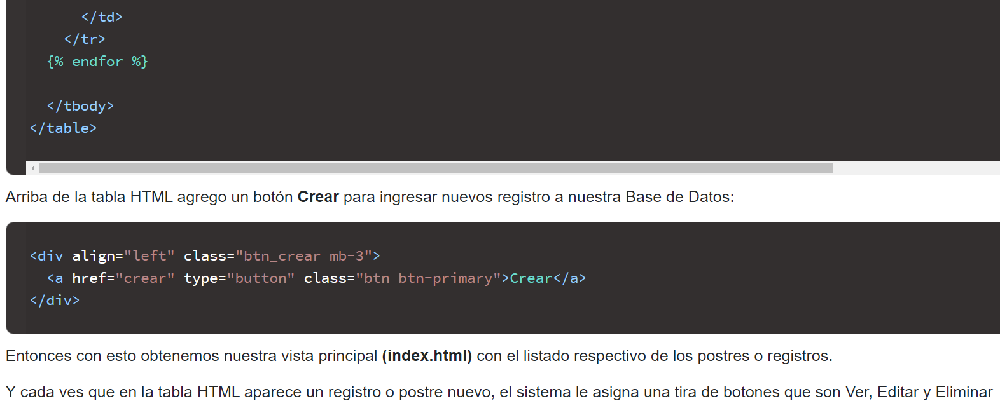 </td>
</tr>
{% endfor %}
</tbody>
</table>
Arriba de la tabla HTML agrego un botón Crear para ingresar nuevos registro a nuestra Base de Datos:
<div align="left" class="btn_crear mb-3">
<a href="crear" type="button" class="btn btn-primary">Crear</a>
</div>
Entonces con esto obtenemos nuestra vista principal (index.html) con el listado respectivo de los postres o registros.
Y cada ves que en la tabla HTML aparece un registro o postre nuevo, el sistema le asigna una tira de botones que son Ver, Editar y Eliminar